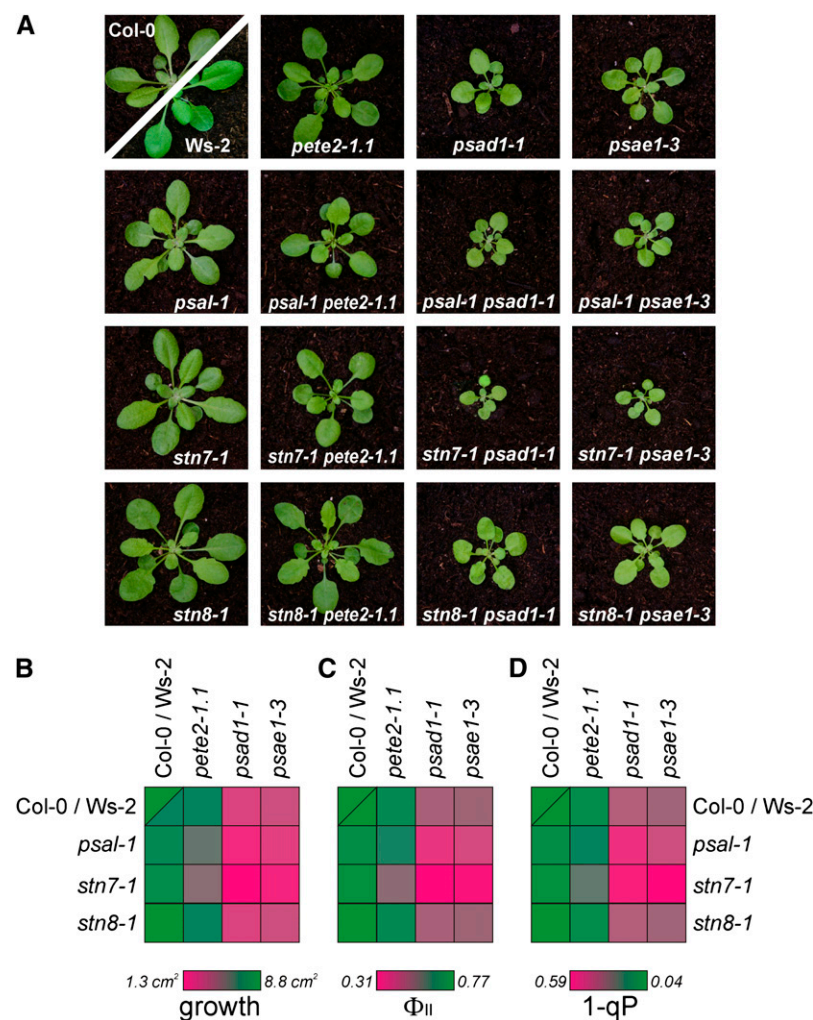 A
Col-0
Ws-2
pete2-1.1
psad1-1
psae1-3
psal-1
psal-1 pete2-1.1
psal-1 psad1-1
psal-1 psae1-3
stn7-1
stn7-1 pete2-1.1
stn7-1 psad1-1
stn7-1 psae1-3
stn8-1
stn8-1 pete2-1.1
stn8-1 psad1-1
stn8-1 psae1-3
B
Col-0 / Ws-2
pete2-1.1
psad1-1
psae1-3
C
Col-0 / Ws-2
pete2-1.1
psad1-1
psae1-3
D
Col-0 / Ws-2
pete2-1.1
psad1-1
psae1-3
Col-0 / Ws-2
psal-1
stn7-1
stn8-1
Col-0 / Ws-2
psal-1
stn7-1
stn8-1
1.3 cm² 8.8 cm²
growth
0.31 0.77
ΦII
0.59 0.04
1-qP